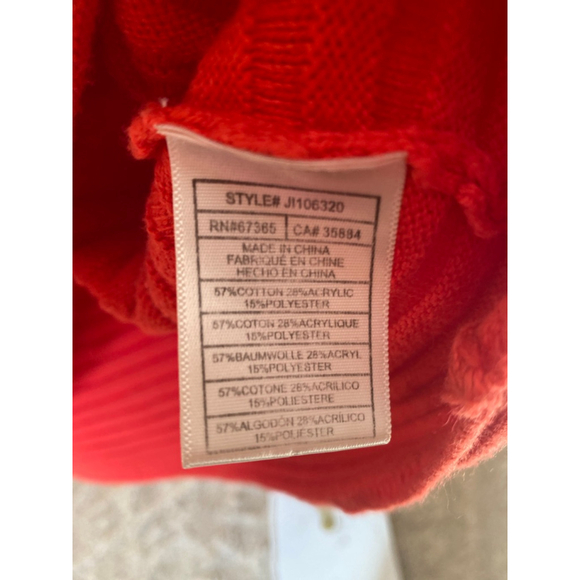 STYLE# JI106320
RN#67365 CA# 35884
MADE IN CHINA
FABRIQUÉ EN CHINE
HECHO EN CHINA
57%COTTON 28%ACRYLIC
15%POLYESTER
57%COTON 28%ACRYLIQUE
15%POLYESTER
57%BAUMWOLLE 28%ACRYL
15%POLYESTER
57%COTONE 28%ACRILICO
15%POLIESTERE
57%ALGODÓN 28%ACRÍLICO
15%POLIESTER